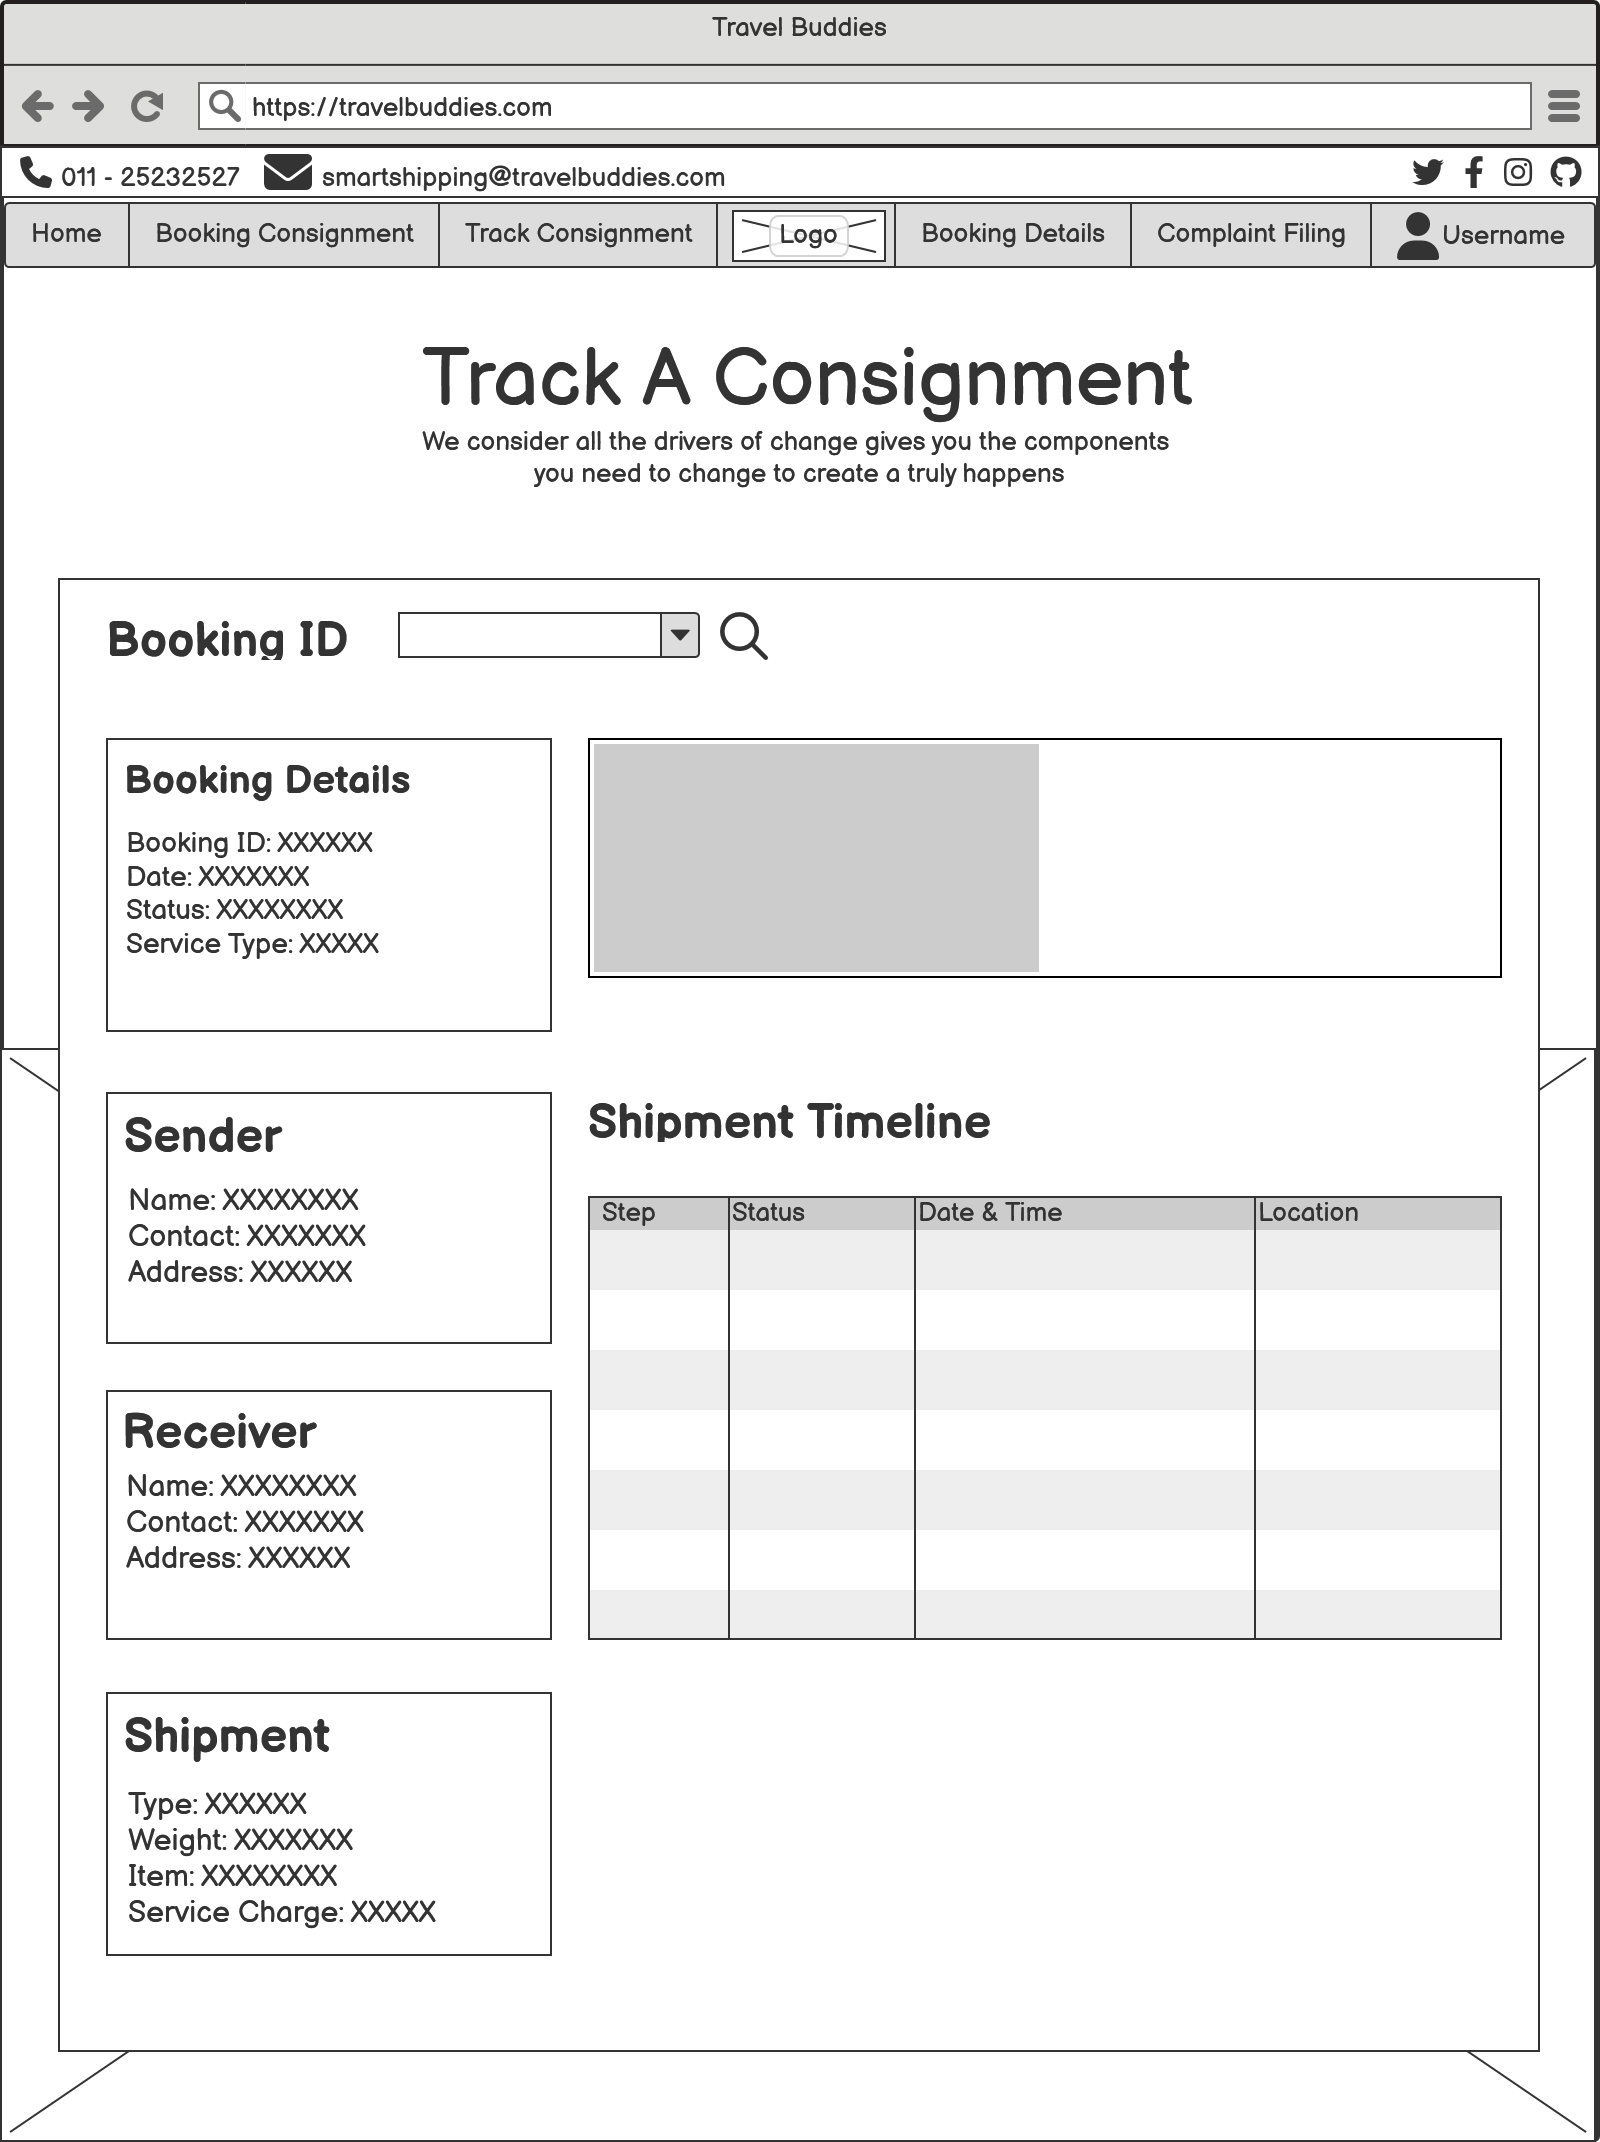 Travel Buddies
https://travelbuddies.com
011 - 25232527 smartshipping@travelbuddies.com
Home Booking Consignment Track Consignment Logo Booking Details Complaint Filing Username
Track A Consignment
We consider all the drivers of change gives you the components
you need to change to create a truly happens
Booking ID
Booking Details
Booking ID: XXXXXX
Date: XXXXXXX
Status: XXXXXXXX
Service Type: XXXXX
Sender
Name: XXXXXXXX
Contact: XXXXXXX
Address: XXXXXX
Shipment Timeline
Step Status Date & Time Location
Receiver
Name: XXXXXXXX
Contact: XXXXXXX
Address: XXXXXX
Shipment
Type: XXXXXX
Weight: XXXXXXX
Item: XXXXXXXX
Service Charge: XXXXX